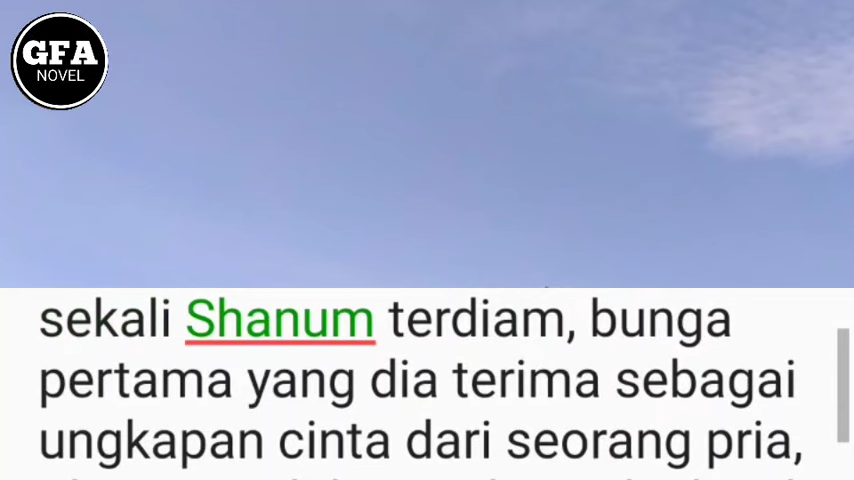 GFA
NOVEL
sekali Shanum terdiam, bunga
pertama yang dia terima sebagai
ungkapan cinta dari seorang pria,